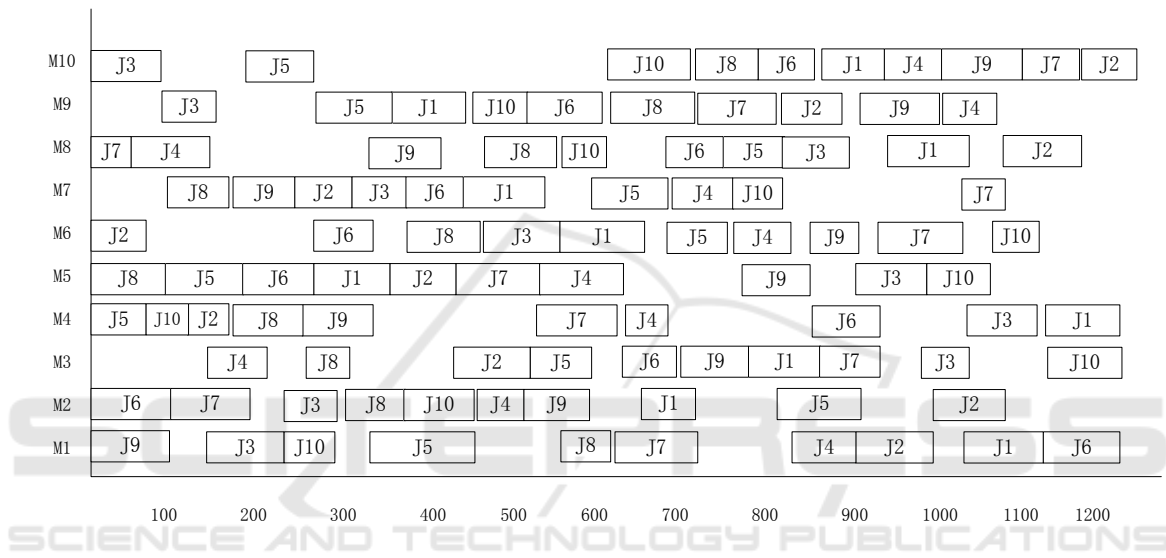 M10 J3 J5 J10 J8 J6 J1 J4 J9 J7 J2
M9 J3 J5 J1 J10 J6 J8 J7 J2 J9 J4
M8 J7 J4 J9 J8 J10 J6 J5 J3 J1 J2
M7 J8 J9 J2 J3 J6 J1 J5 J4 J10 J7
M6 J2 J6 J8 J3 J1 J5 J4 J9 J7 J10
M5 J8 J5 J6 J1 J2 J7 J4 J9 J3 J10
M4 J5 J10 J2 J8 J9 J7 J4 J6 J3 J1
M3 J4 J8 J2 J5 J6 J9 J1 J7 J3 J10
M2 J6 J7 J3 J8 J10 J4 J9 J1 J5 J2
M1 J9 J3 J10 J5 J8 J7 J4 J2 J1 J6
SCITEPRESS
100 200 300 400 500 600 700 800 900 1000 1100 1200
SCIENCE AND TECHNOLOGY PUBLICATIONS